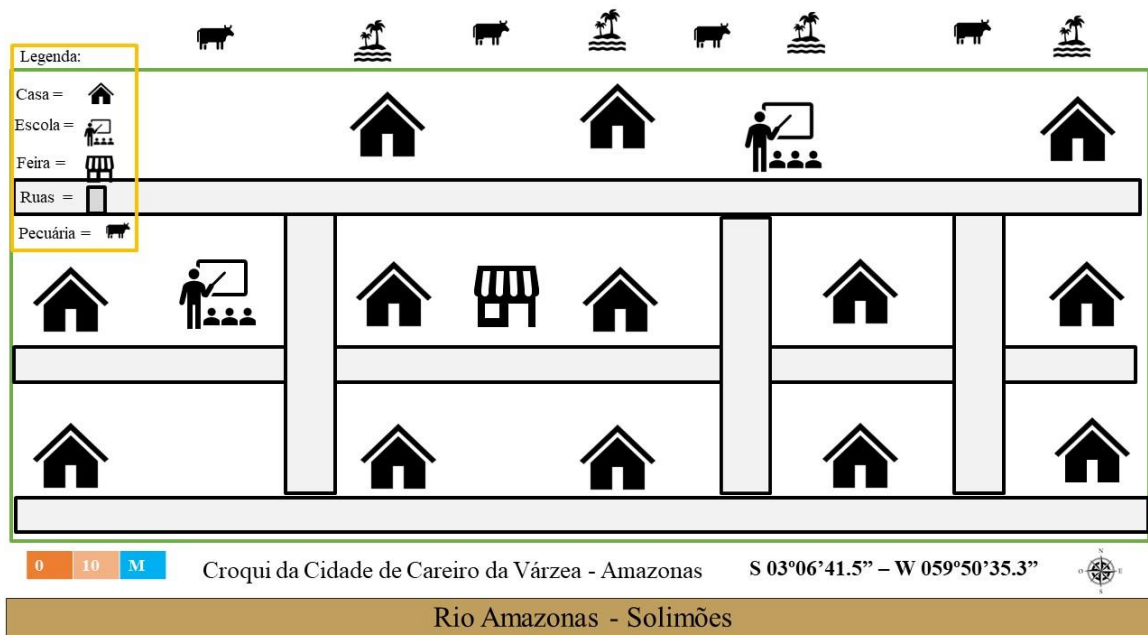 Legenda:
Casa =
Escola =
Feira =
Ruas =
Pecuária =
0 10 M
Croqui da Cidade de Careiro da Várzea - Amazonas
S 03º06’41.5” – W 059º50’35.3”
N
O E
S
Rio Amazonas - Solimões